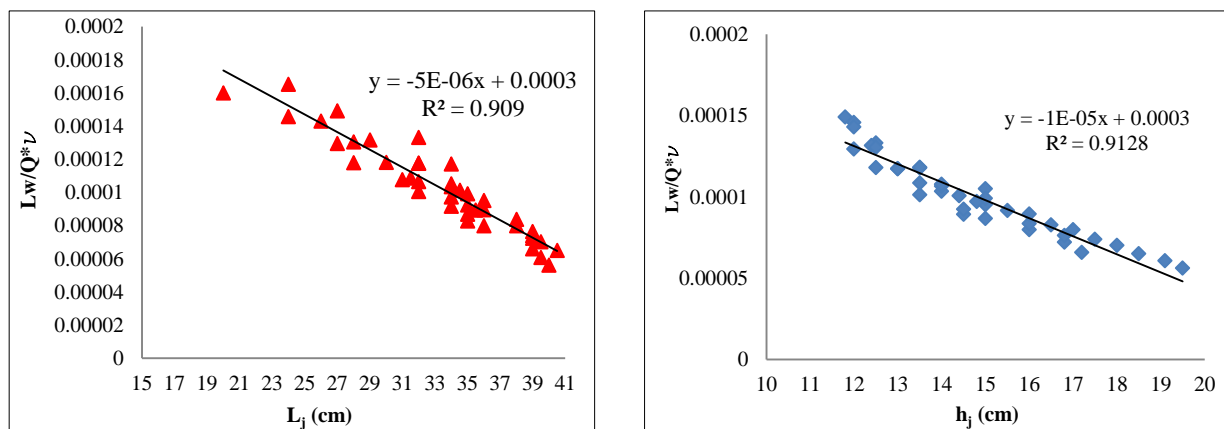 0.0002
0.00018
0.00016
0.00014
0.00012
0.0001
0.00008
0.00006
0.00004
0.00002
0
Lw/Q*ν
y = -5E-06x + 0.0003
R² = 0.909
15 17 19 21 23 25 27 29 31 33 35 37 39 41
Lj (cm)
0.0002
0.00015
0.0001
0.00005
0
Lw/Q*ν
y = -1E-05x + 0.0003
R² = 0.9128
10 11 12 13 14 15 16 17 18 19 20
hj (cm)